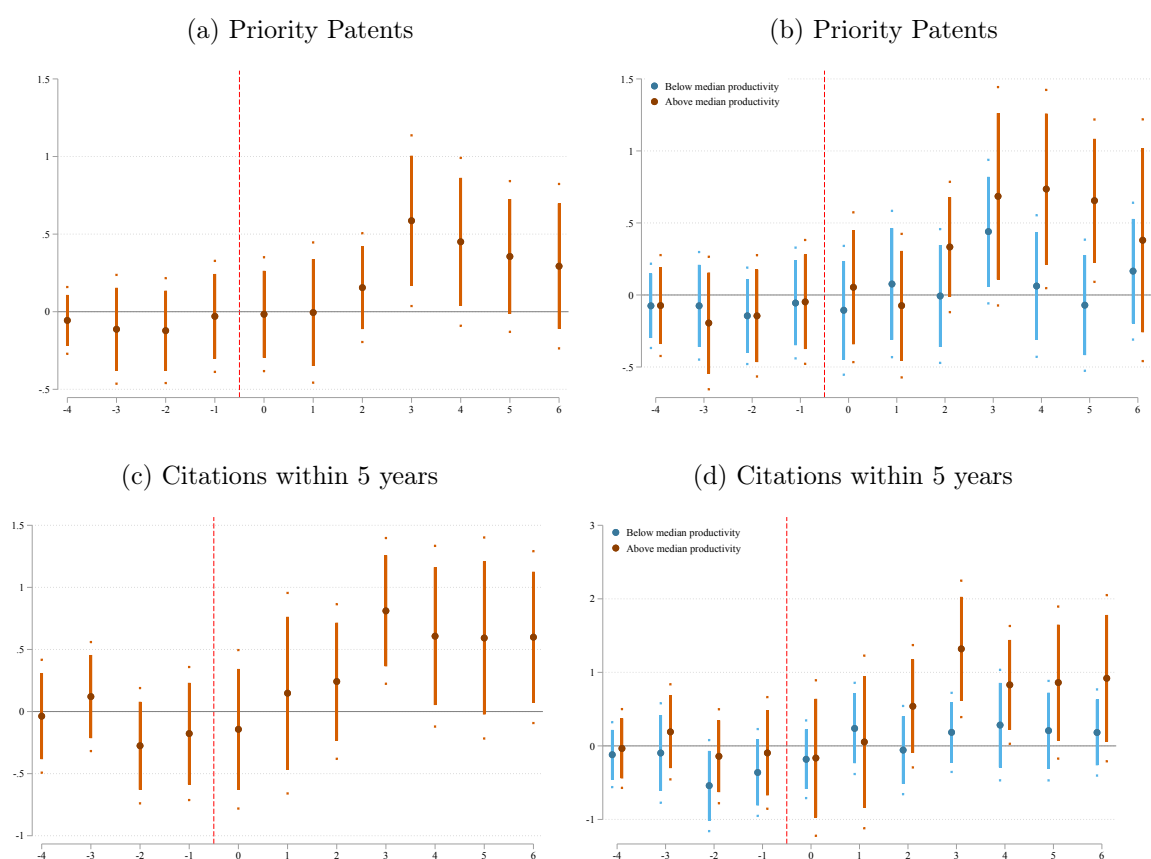 (a) Priority Patents
1.5
1
.5
0
-.5
-4 -3 -2 -1 0 1 2 3 4 5 6
(b) Priority Patents
Below median productivity
Above median productivity
1.5
1
.5
0
-.5
-4 -3 -2 -1 0 1 2 3 4 5 6
(c) Citations within 5 years
1.5
1
.5
0
-.5
-1
-4 -3 -2 -1 0 1 2 3 4 5 6
(d) Citations within 5 years
Below median productivity
Above median productivity
3
2
1
0
-1
-4 -3 -2 -1 0 1 2 3 4 5 6